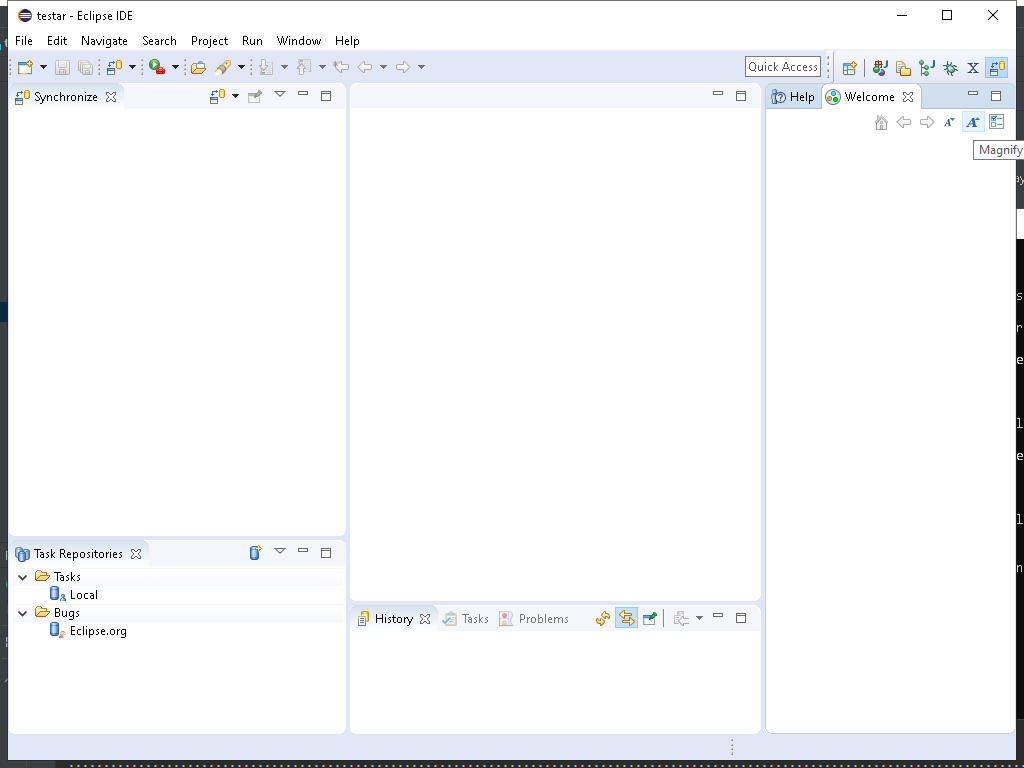 testar - Eclipse IDE
File Edit Navigate Search Project Run Window Help
Quick Access
Synchronize
Help Welcome
Magnify
Task Repositories
Tasks
Local
Bugs
Eclipse.org
History Tasks Problems